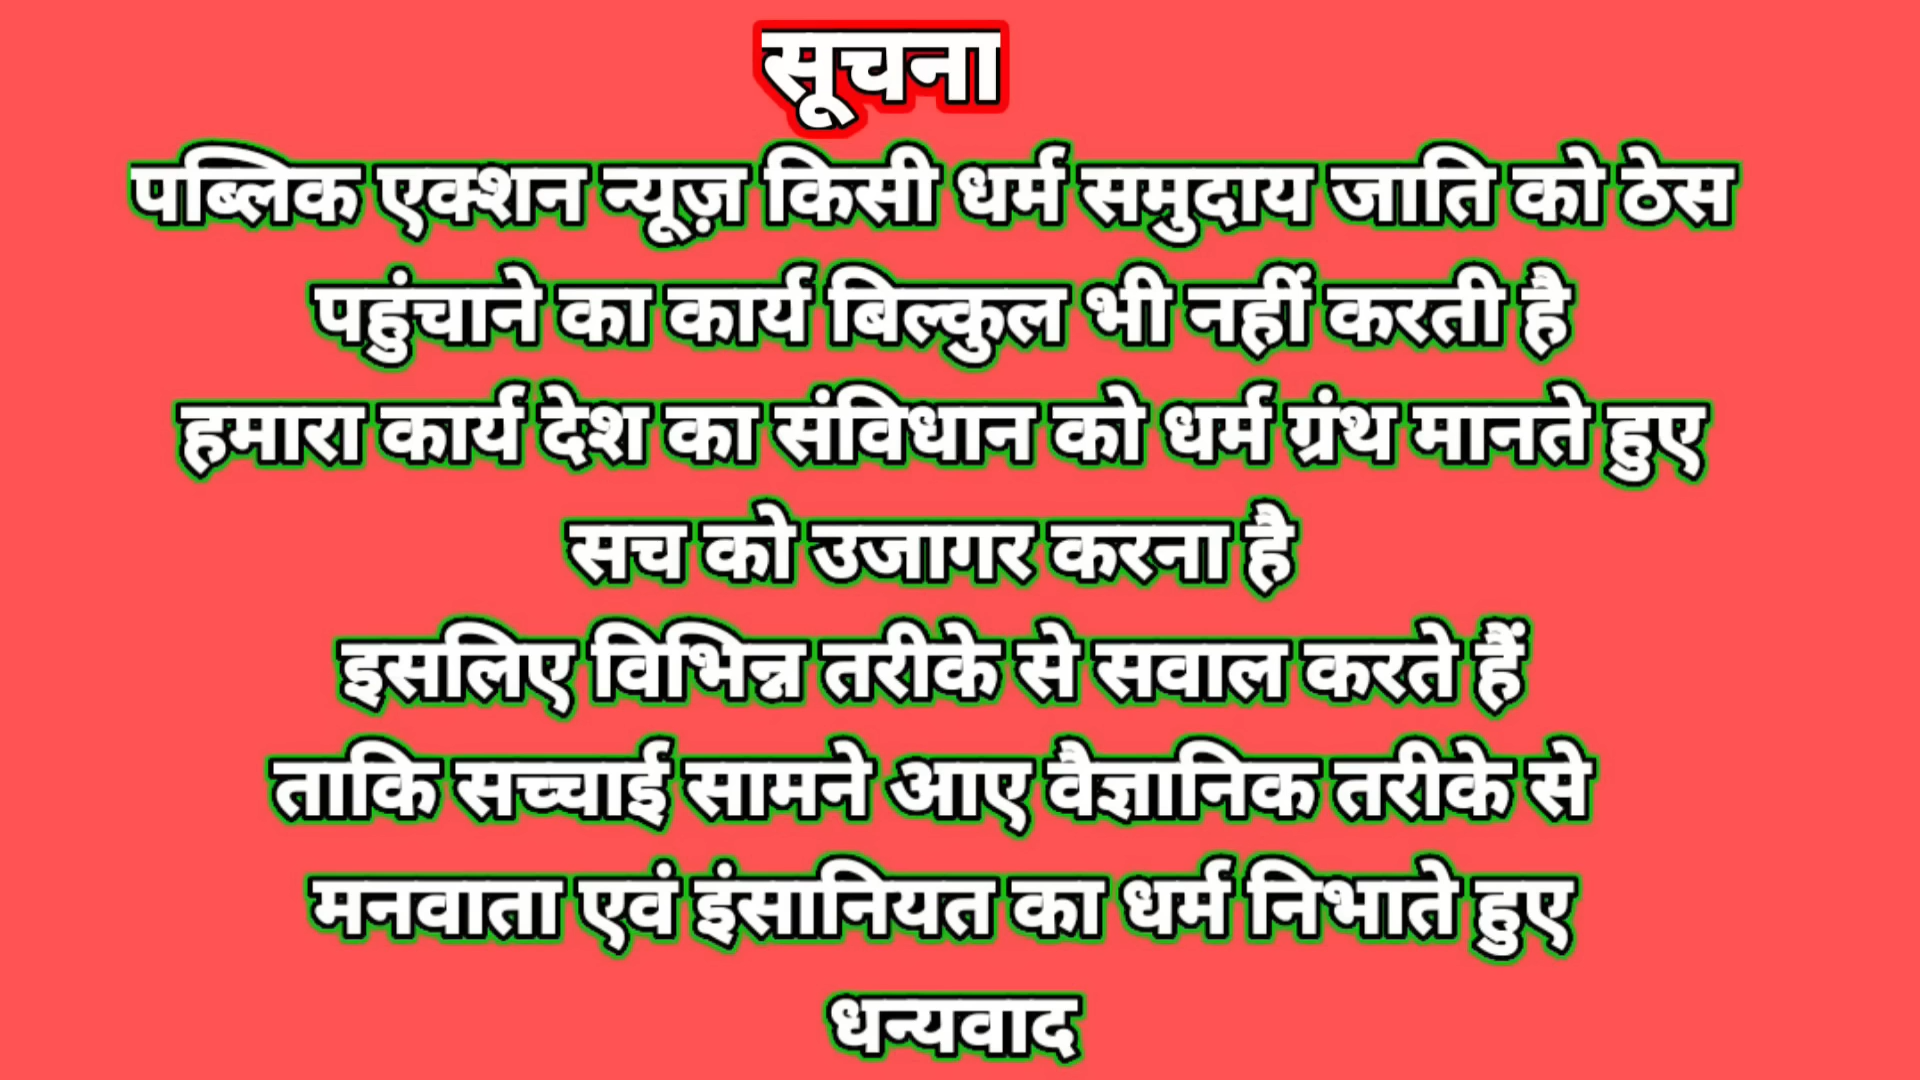 सूचना
पब्लिक एक्शन न्यूज़ किसी धर्म समुदाय जाति को ठेस
पहुंचाने का कार्य बिल्कुल भी नहीं करती है
हमारा कार्य देश का संविधान को धर्म ग्रंथ मानते हुए
सच को उजागर करना है
इसलिए विभिन्न तरीके से सवाल करते हैं
ताकि सच्चाई सामने आए वैज्ञानिक तरीके से
मनवाता एवं इंसानियत का धर्म निभाते हुए
धन्यवाद